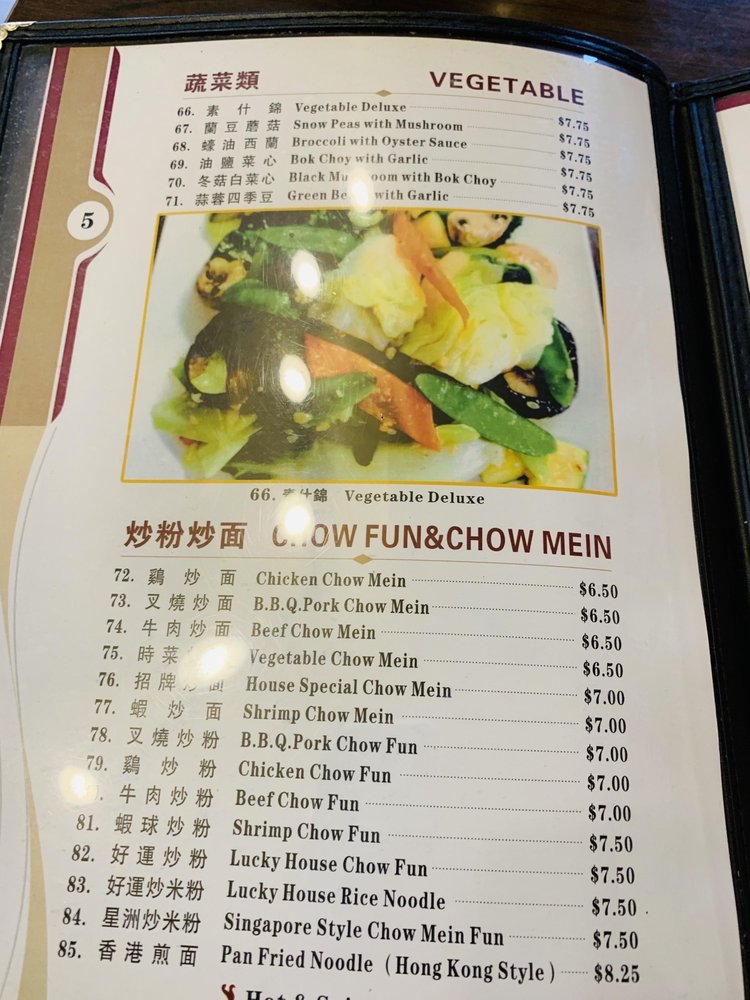 蔬菜類 VEGETABLE
66. 素什錦 Vegetable Deluxe $7.75
67. 蘭豆蘑菇 Snow Peas with Mushroom $7.75
68. 蠔油西蘭 Broccoli with Oyster Sauce $7.75
69. 油鹽菜心 Bok Choy with Garlic $7.75
70. 冬菇白菜心 Black Mushroom with Bok Choy $7.75
71. 蒜蓉四季豆 Green Beans with Garlic $7.75
5
66. 素什錦 Vegetable Deluxe
炒粉炒面 CHOW FUN&CHOW MEIN
72. 鷄炒面 Chicken Chow Mein $6.50
73. 叉燒炒面 B.B.Q.Pork Chow Mein $6.50
74. 牛肉炒面 Beef Chow Mein $6.50
75. 時菜 面 Vegetable Chow Mein $6.50
76. 招牌炒面 House Special Chow Mein $7.00
77. 蝦炒面 Shrimp Chow Mein $7.00
78. 叉燒炒粉 B.B.Q.Pork Chow Fun $7.00
79. 鷄炒粉 Chicken Chow Fun $7.00
牛肉炒粉 Beef Chow Fun $7.00
81. 蝦球炒粉 Shrimp Chow Fun $7.50
82. 好運炒粉 Lucky House Chow Fun $7.50
83. 好運炒米粉 Lucky House Rice Noodle $7.50
84. 星洲炒米粉 Singapore Style Chow Mein Fun $7.50
85. 香港煎面 Pan Fried Noodle (Hong Kong Style) $8.25
Hot &